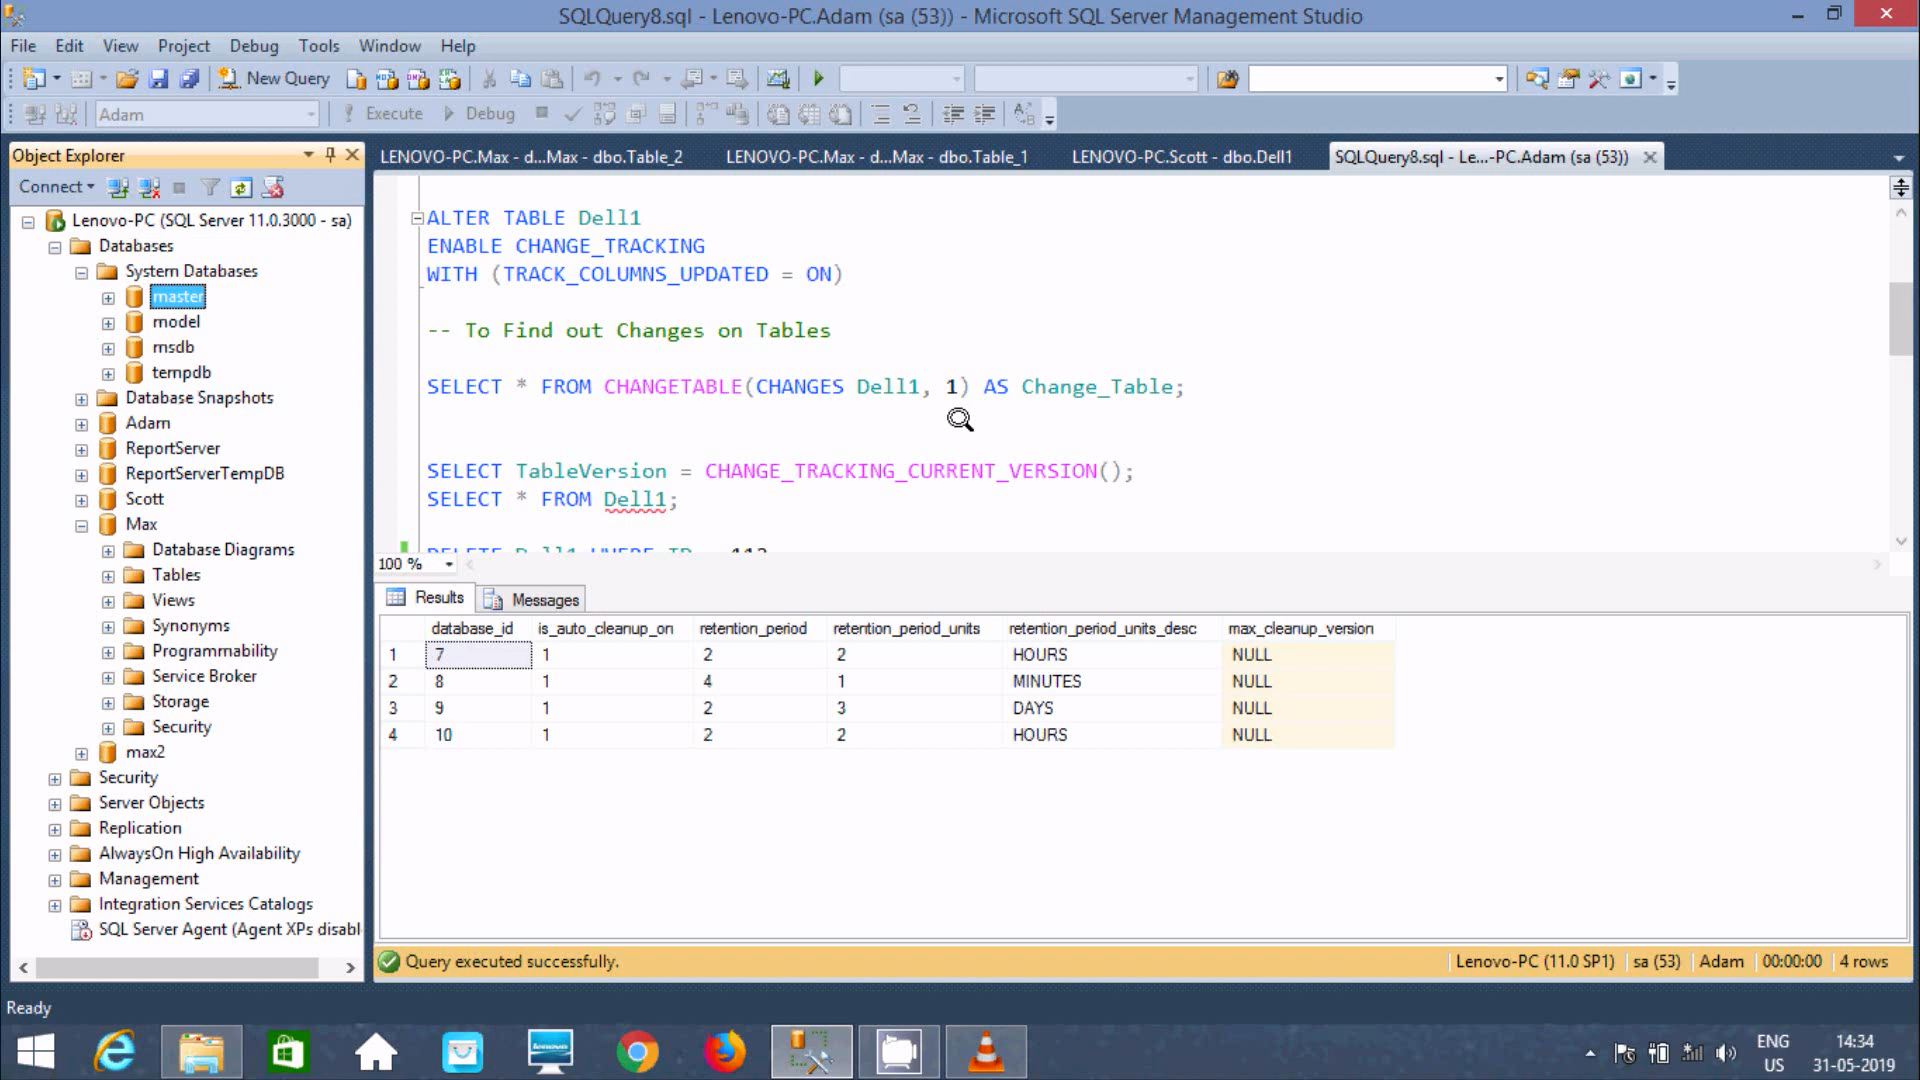 SQLQuery8.sql - Lenovo-PC.Adam (sa (53)) - Microsoft SQL Server Management Studio
File Edit View Project Debug Tools Window Help
New Query
Adam Execute Debug
Object Explorer
Connect
Lenovo-PC (SQL Server 11.0.3000 - sa)
Databases
System Databases
master
model
msdb
tempdb
Database Snapshots
Adam
ReportServer
ReportServerTempDB
Scott
Max
Database Diagrams
Tables
Views
Synonyms
Programmability
Service Broker
Storage
Security
max2
Security
Server Objects
Replication
AlwaysOn High Availability
Management
Integration Services Catalogs
SQL Server Agent (Agent XPs disabl
LENOVO-PC.Max - d...Max - dbo.Table_2 LENOVO-PC.Max - d...Max - dbo.Table_1 LENOVO-PC.Scott - dbo.Dell1 SQLQuery8.sql - Le...-PC.Adam (sa (53))
ALTER TABLE Dell1
ENABLE CHANGE_TRACKING
WITH (TRACK_COLUMNS_UPDATED = ON)
-- To Find out Changes on Tables
SELECT * FROM CHANGETABLE(CHANGES Dell1, 1) AS Change_Table;
SELECT TableVersion = CHANGE_TRACKING_CURRENT_VERSION();
SELECT * FROM Dell1;
100 %
Results Messages
database_id is_auto_cleanup_on retention_period retention_period_units retention_period_units_desc max_cleanup_version
1 7 1 2 2 HOURS NULL
2 8 1 4 1 MINUTES NULL
3 9 1 2 3 DAYS NULL
4 10 1 2 2 HOURS NULL
Query executed successfully. Lenovo-PC (11.0 SP1) sa (53) Adam 00:00:00 4 rows
Ready
ENG 14:34
US 31-05-2019